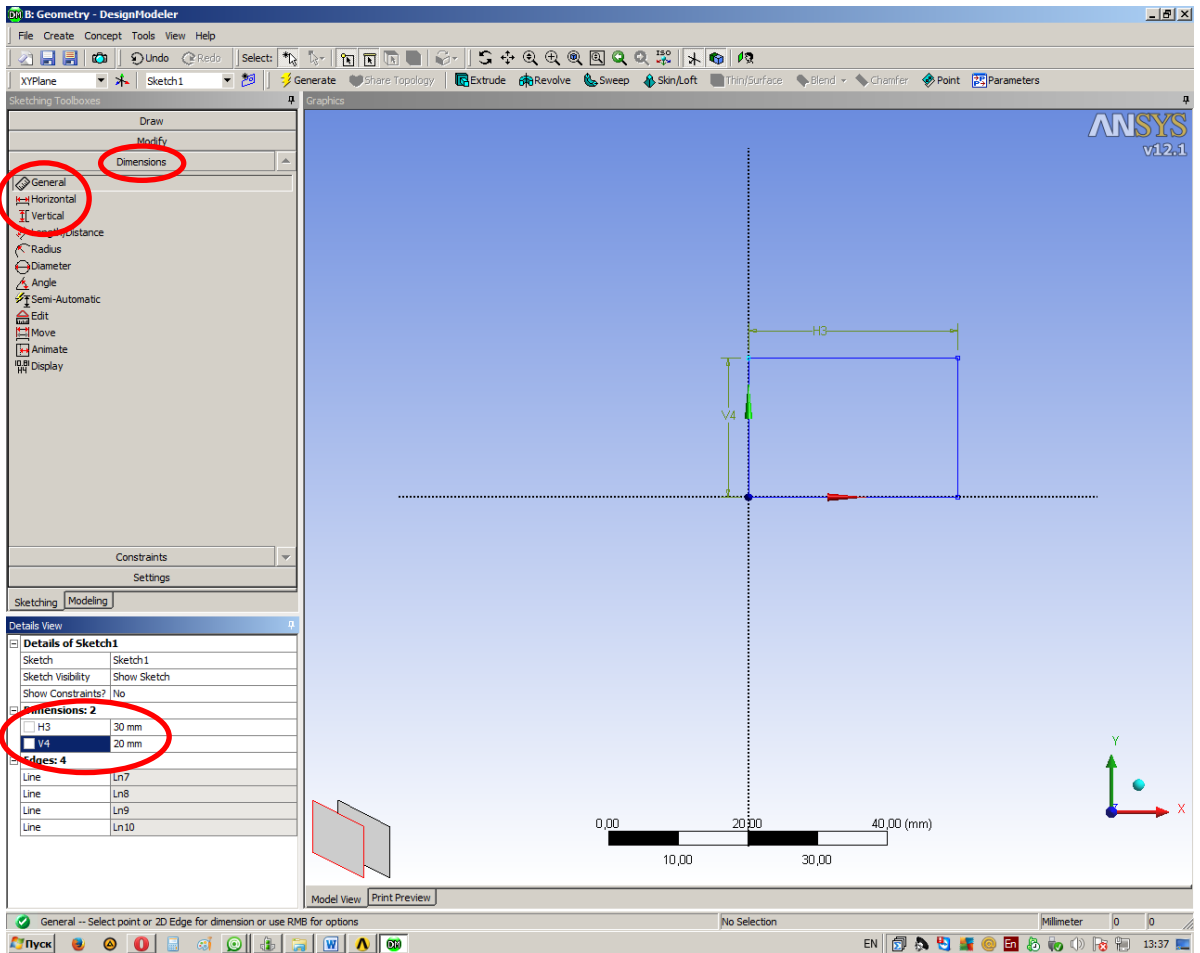 B: Geometry - DesignModeler
File Create Concept Tools View Help
Undo Redo Select:
XYPlane Sketch1 Generate Share Topology Extrude Revolve Sweep Skin/Loft Thin/Surface Blend Chamfer Point Parameters
Sketching Toolboxes
Draw
Modify
Dimensions
General
Horizontal
Vertical
Length/Distance
Radius
Diameter
Angle
Semi-Automatic
Edit
Move
Animate
Display
Constraints
Settings
Sketching Modeling
Details View
Details of Sketch1
Sketch Sketch1
Sketch Visibility Show Sketch
Show Constraints? No
Dimensions: 2
H3 30 mm
V4 20 mm
Edges: 4
Line Ln7
Line Ln8
Line Ln9
Line Ln10
Graphics
ANSYS
v12.1
H3
V4
Y
X
0,00 20,00 40,00 (mm)
10,00 30,00
Model View Print Preview
General -- Select point or 2D Edge for dimension or use RMB for options No Selection Millimeter 0 0
Пуск EN En 13:37